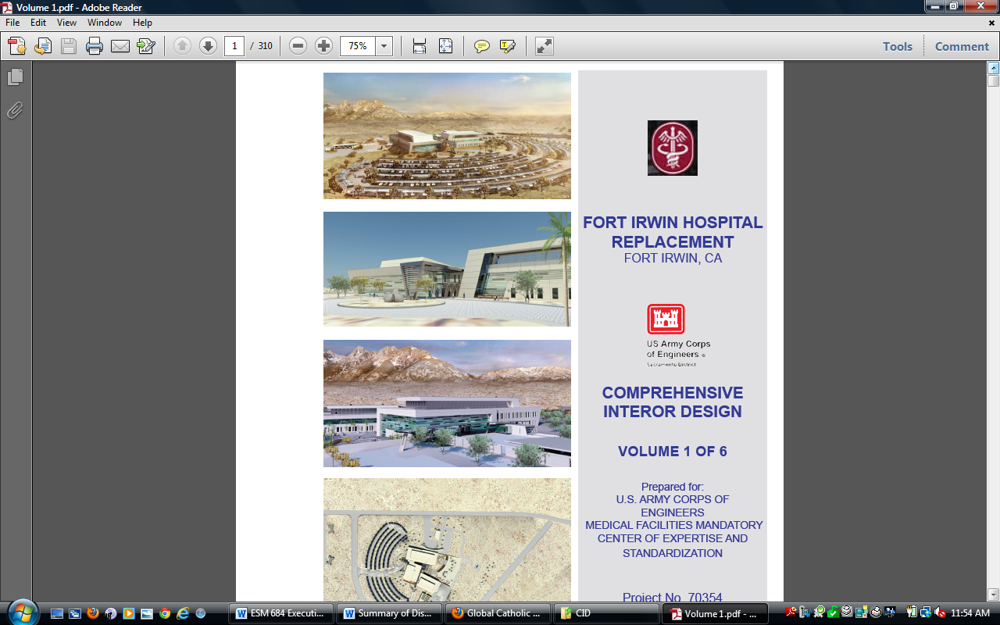 Volume 1.pdf - Adobe Reader
File Edit View Window Help
1 / 310 75% Tools Comment
FORT IRWIN HOSPITAL
REPLACEMENT
FORT IRWIN, CA
US Army Corps
of Engineers ®
Sacramento District
COMPREHENSIVE
INTEROR DESIGN
VOLUME 1 OF 6
Prepared for:
U.S. ARMY CORPS OF
ENGINEERS
MEDICAL FACILITIES MANDATORY
CENTER OF EXPERTISE AND
STANDARDIZATION
Project No. 70354
ESM 684 Executi... Summary of Dis... Global Catholic ... CID Volume 1.pdf - ... 11:54 AM